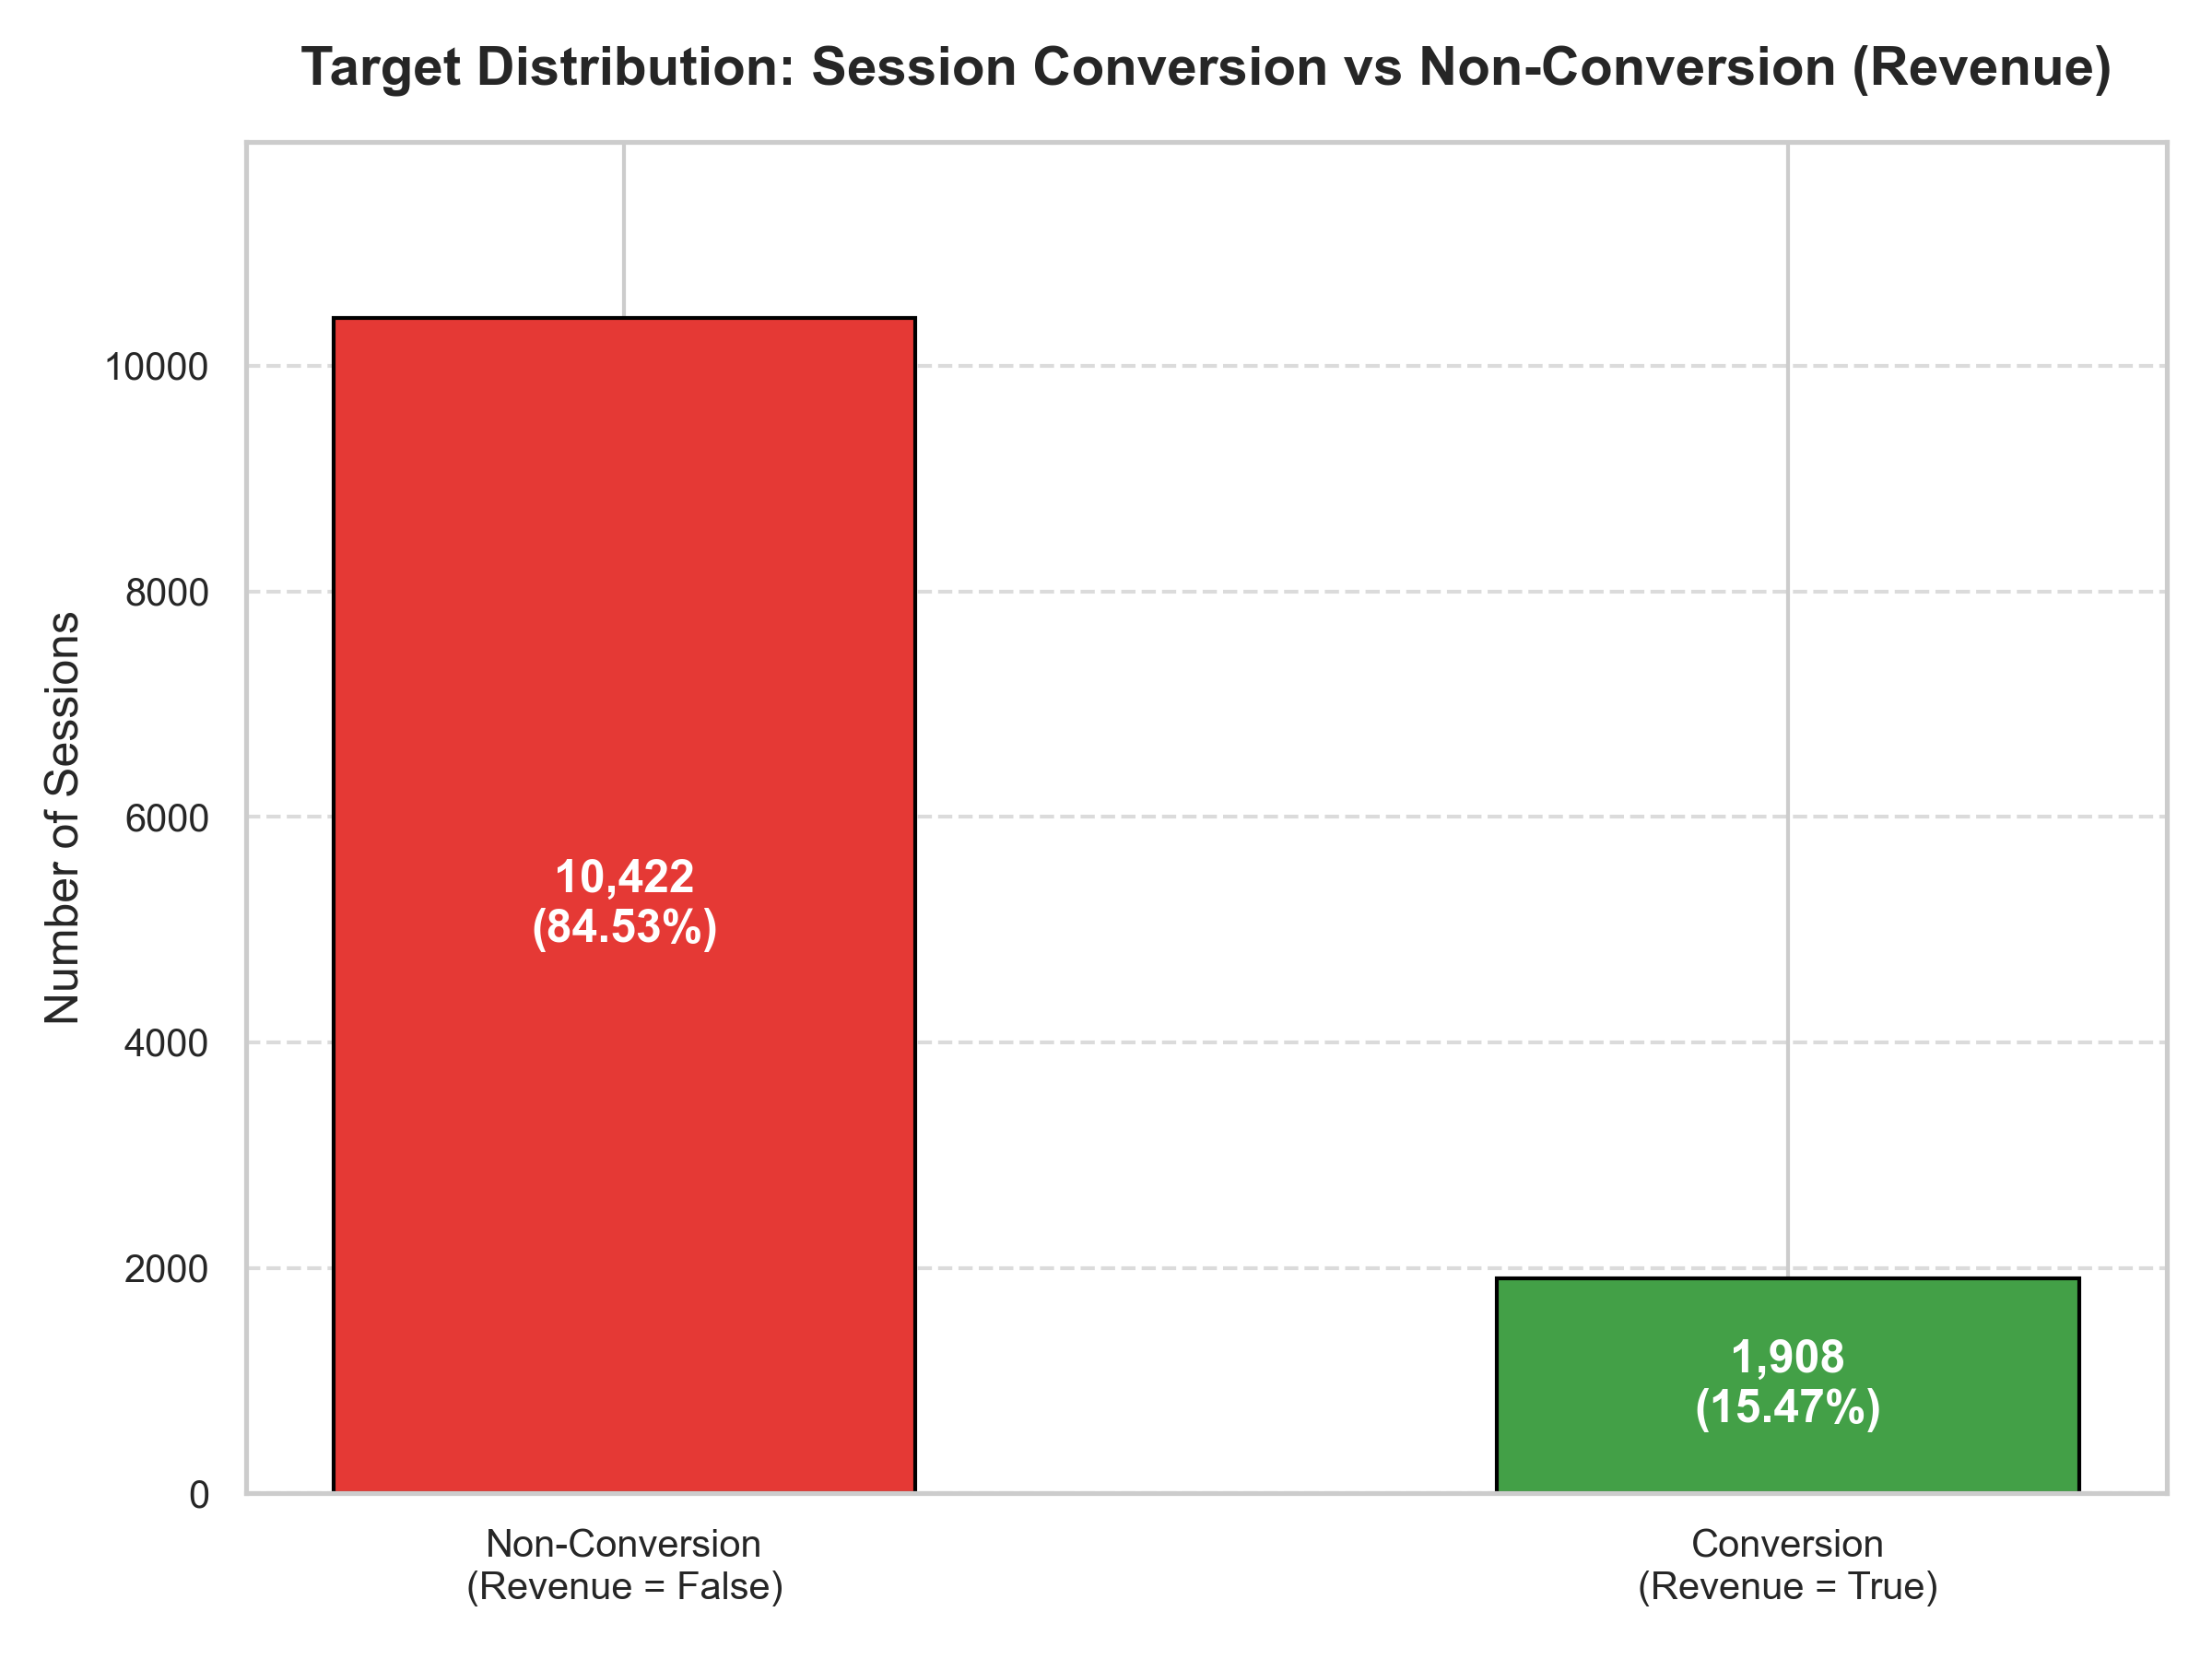 Target Distribution: Session Conversion vs Non-Conversion (Revenue)
Number of Sessions
10000
8000
6000
4000
2000
0
10,422
(84.53%)
1,908
(15.47%)
Non-Conversion
(Revenue = False)
Conversion
(Revenue = True)